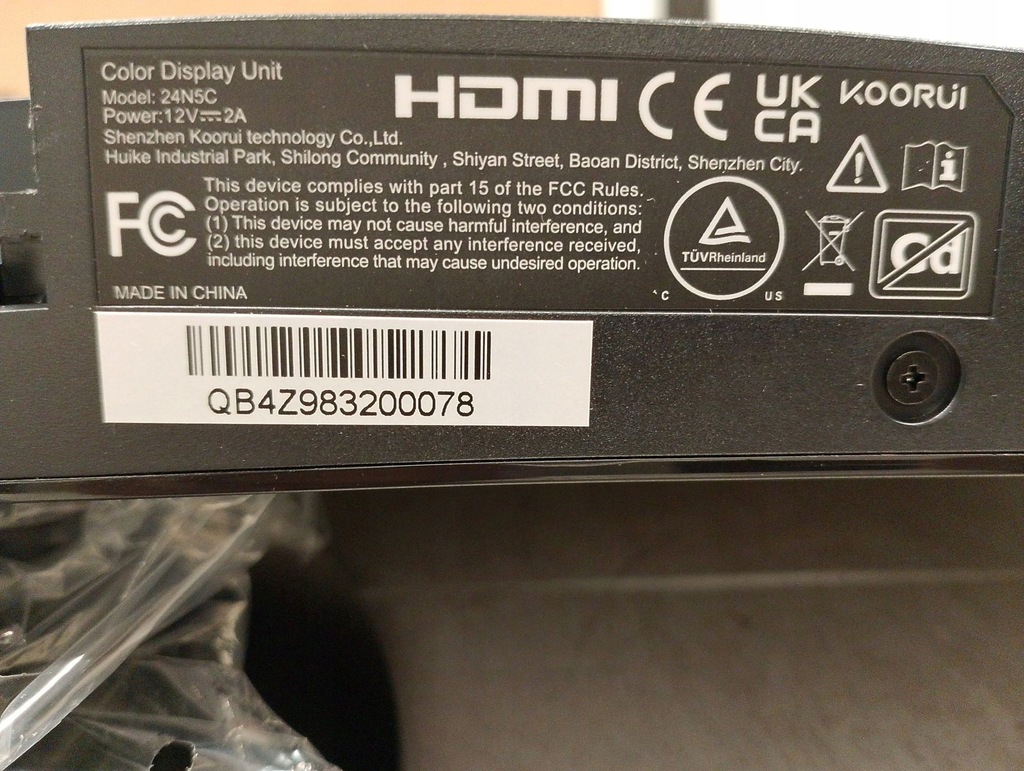 Color Display Unit
Model: 24N5C
Power:12V⎓2A
Shenzhen Koorui technology Co.,Ltd.
Huike Industrial Park, Shilong Community , Shiyan Street, Baoan District, Shenzhen City.
HDMI CE UK CA KOORUI
FC
This device complies with part 15 of the FCC Rules.
Operation is subject to the following two conditions:
(1) This device may not cause harmful interference, and
(2) this device must accept any interference received,
including interference that may cause undesired operation.
TÜVRheinland
C US
Cd
MADE IN CHINA
QB4Z983200078